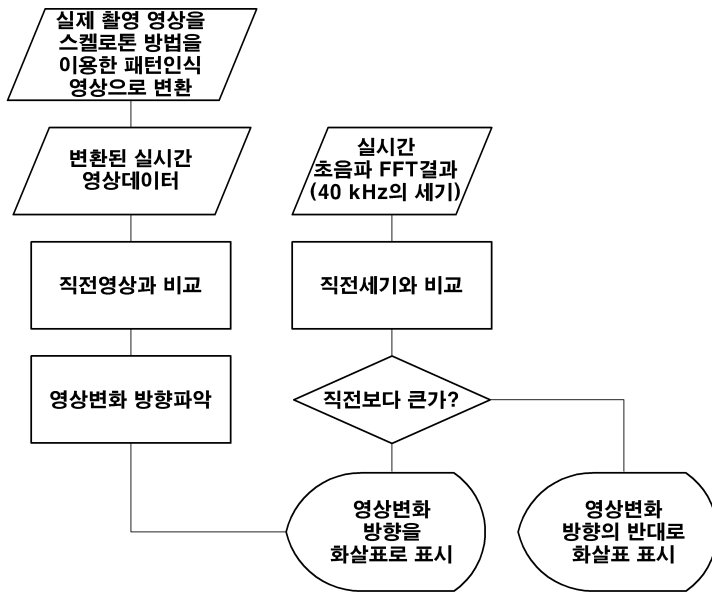 실제 촬영 영상을
스켈로톤 방법을
이용한 패턴인식
영상으로 변환
변환된 실시간
영상데이터
직전영상과 비교
영상변화 방향파악
실시간
초음파 FFT결과
(40 kHz의 세기)
직전세기와 비교
직전보다 큰가?
영상변화
방향을
화살표로 표시
영상변화
방향의 반대로
화살표 표시